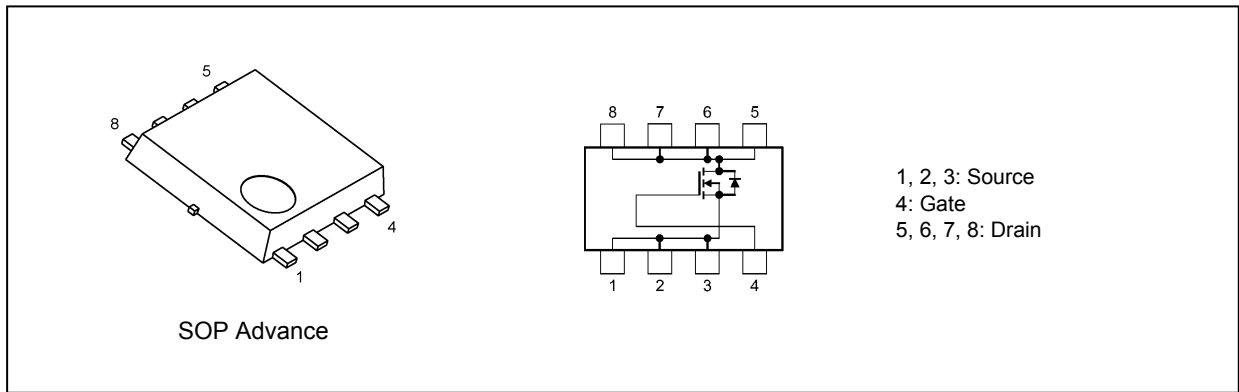 5
8
4
1
SOP Advance
8 7 6 5
1 2 3 4
1, 2, 3: Source
4: Gate
5, 6, 7, 8: Drain